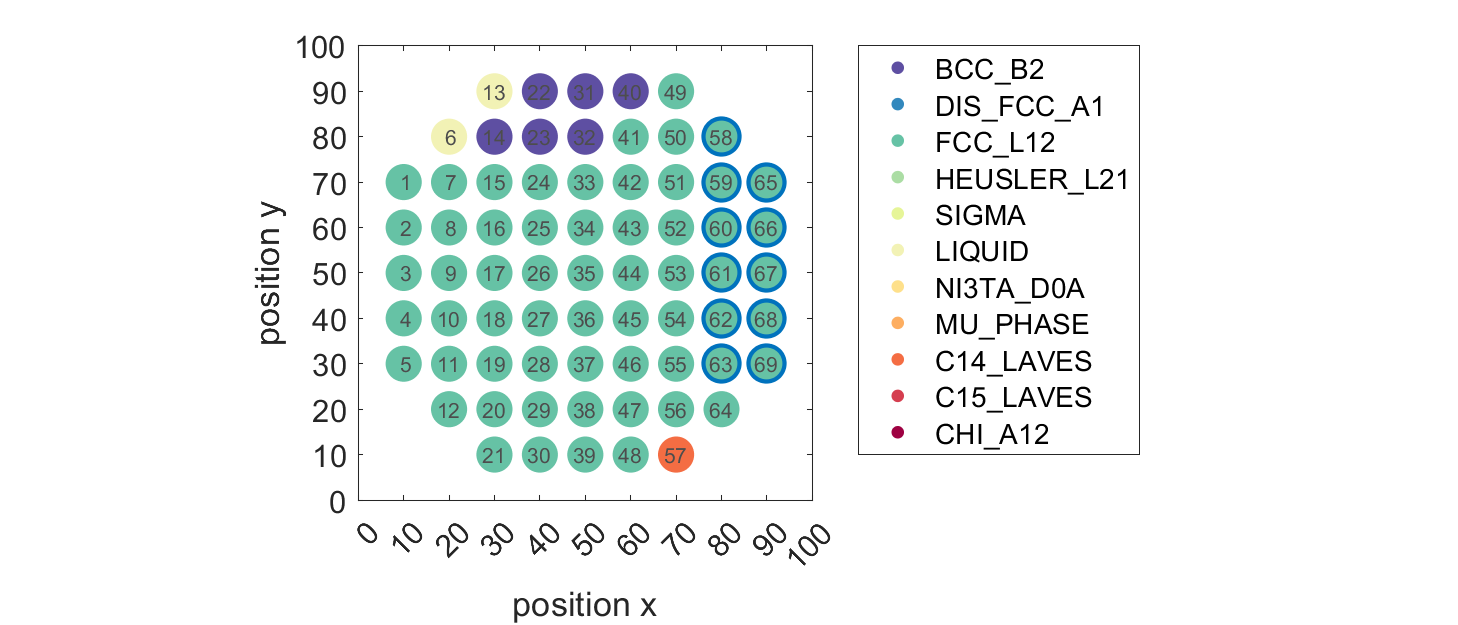 100
90
80
70
60
50
40
30
20
10
0
position y
13 22 31 40 49
6 14 23 32 41 50 58
1 7 15 24 33 42 51 59 65
2 8 16 25 34 43 52 60 66
3 9 17 26 35 44 53 61 67
4 10 18 27 36 45 54 62 68
5 11 19 28 37 46 55 63 69
12 20 29 38 47 56 64
21 30 39 48 57
0 10 20 30 40 50 60 70 80 90 100
position x
BCC_B2
DIS_FCC_A1
FCC_L12
HEUSLER_L21
SIGMA
LIQUID
NI3TA_D0A
MU_PHASE
C14_LAVES
C15_LAVES
CHI_A12